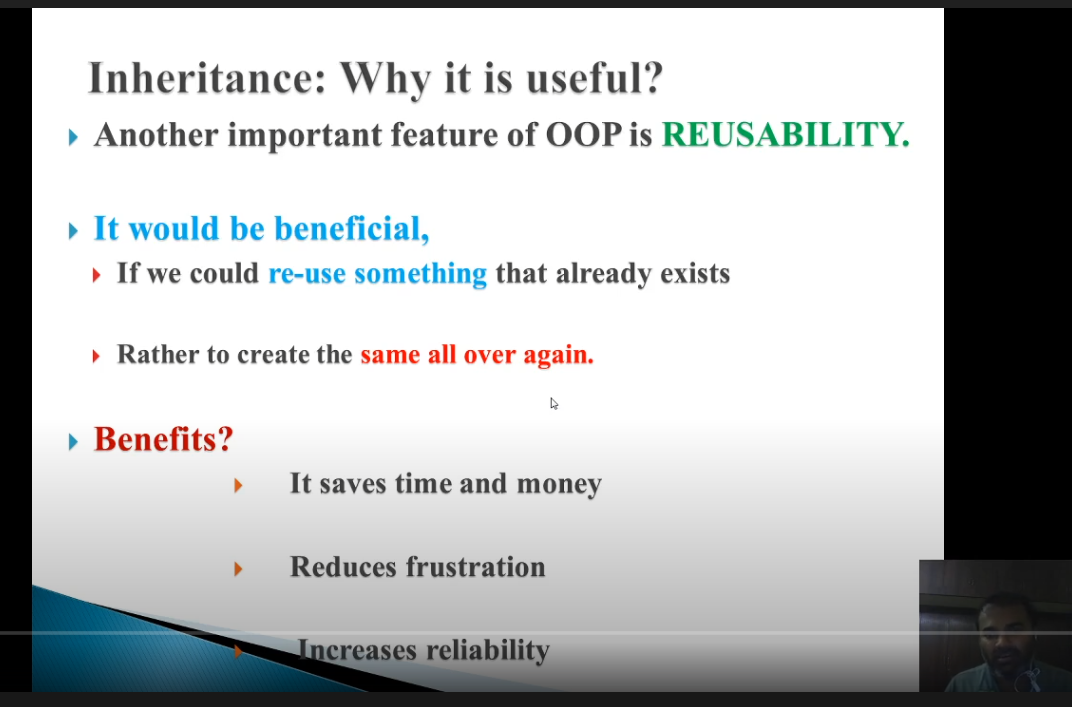 Inheritance: Why it is useful?
Another important feature of OOP is REUSABILITY.
It would be beneficial,
If we could re-use something that already exists
Rather to create the same all over again.
Benefits?
It saves time and money
Reduces frustration
Increases reliability